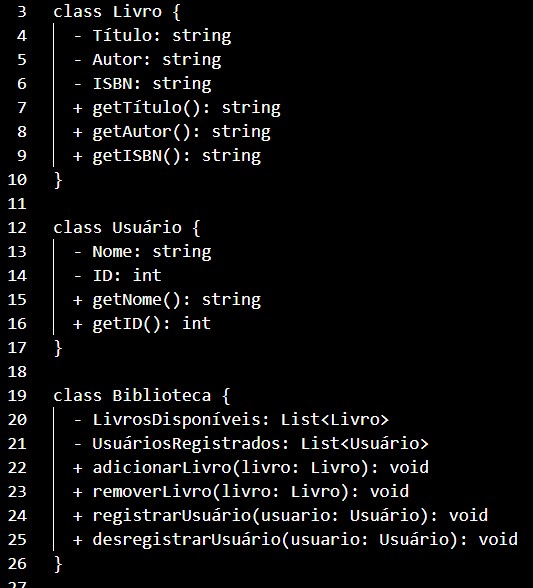 3 class Livro {
4 - Título: string
5 - Autor: string
6 - ISBN: string
7 + getTítulo(): string
8 + getAutor(): string
9 + getISBN(): string
10 }
11
12 class Usuário {
13 - Nome: string
14 - ID: int
15 + getNome(): string
16 + getID(): int
17 }
18
19 class Biblioteca {
20 - LivrosDisponíveis: List<Livro>
21 - UsuáriosRegistrados: List<Usuário>
22 + adicionarLivro(livro: Livro): void
23 + removerLivro(livro: Livro): void
24 + registrarUsuário(usuario: Usuário): void
25 + desregistrarUsuário(usuario: Usuário): void
26 }
27